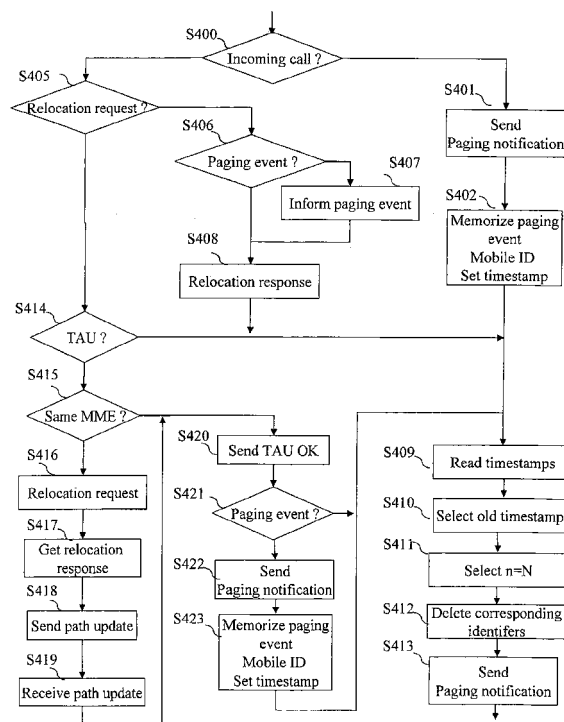 S400
Incoming call ?
S405
Relocation request ?
S401
Send
Paging notification
S406
Paging event ?
S407
Inform paging event
S402
Memorize paging
event
Mobile ID
Set timestamp
S408
Relocation response
S414
TAU ?
S415
Same MME ?
S420
Send TAU OK
S409
Read timestamps
S416
Relocation request
S421
Paging event ?
S410
Select old timestamp
S417
Get relocation
response
S411
Select n=N
S422
Send
Paging notification
S418
Send path update
S412
Delete corresponding
identifers
S423
Memorize paging
event
Mobile ID
Set timestamp
S413
Send
Paging notification
S419
Receive path update